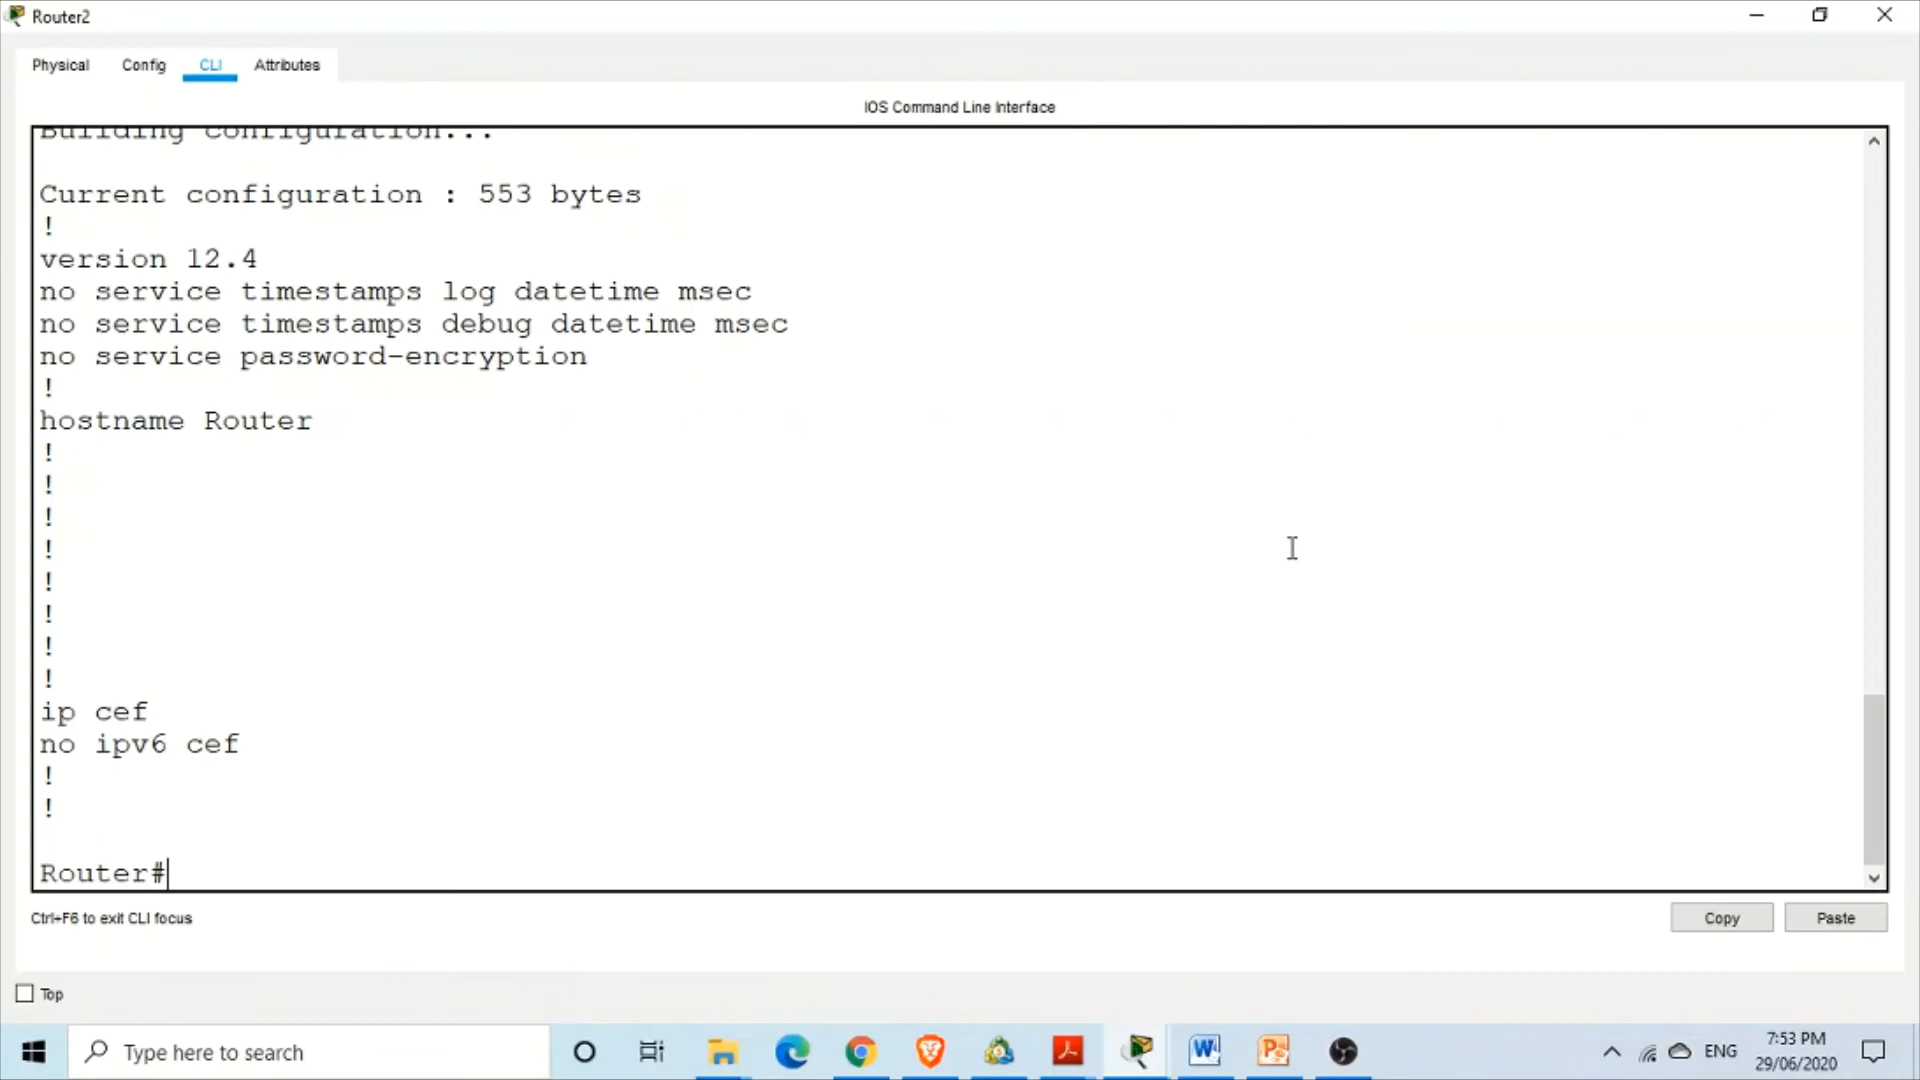 Router2
Physical Config CLI Attributes
IOS Command Line Interface
Building configuration...
Current configuration : 553 bytes
!
version 12.4
no service timestamps log datetime msec
no service timestamps debug datetime msec
no service password-encryption
!
hostname Router
!
!
!
!
!
!
!
!
ip cef
no ipv6 cef
!
!
Router#
Ctrl+F6 to exit CLI focus
Copy Paste
Top
Type here to search
ENG
7:53 PM
29/06/2020